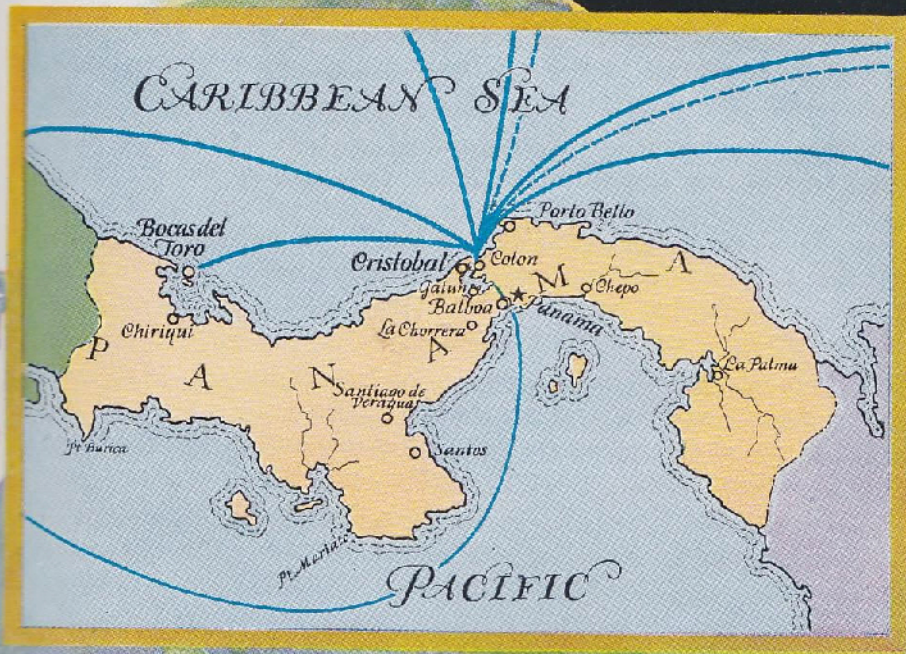 CARIBBEAN SEA
Bocas del
Toro
Porto Bello
Cristobal
Colon
Gatun
Balboa
Panama
Chepo
Chiriqui
La Chorrera
PANAMA
La Palma
Santiago de
Veraguas
Santos
Pt Burica
Pt Mariato
PACIFIC